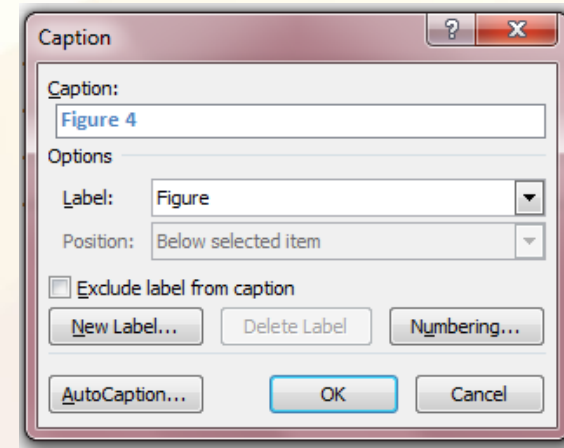 Caption
Caption:
Figure 4
Options
Label: Figure
Position: Below selected item
Exclude label from caption
New Label... Delete Label Numbering...
AutoCaption... OK Cancel